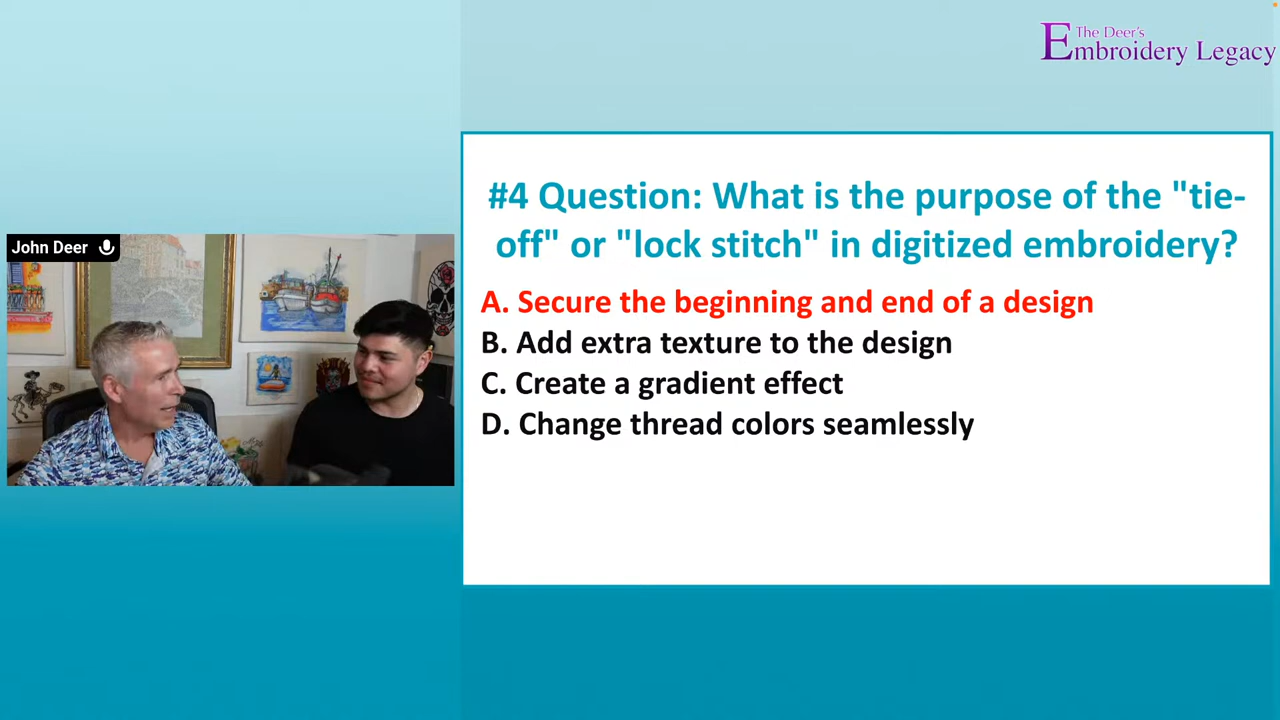 The Deer's
Embroidery Legacy
John Deer
#4 Question: What is the purpose of the "tie-
off" or "lock stitch" in digitized embroidery?
A. Secure the beginning and end of a design
B. Add extra texture to the design
C. Create a gradient effect
D. Change thread colors seamlessly